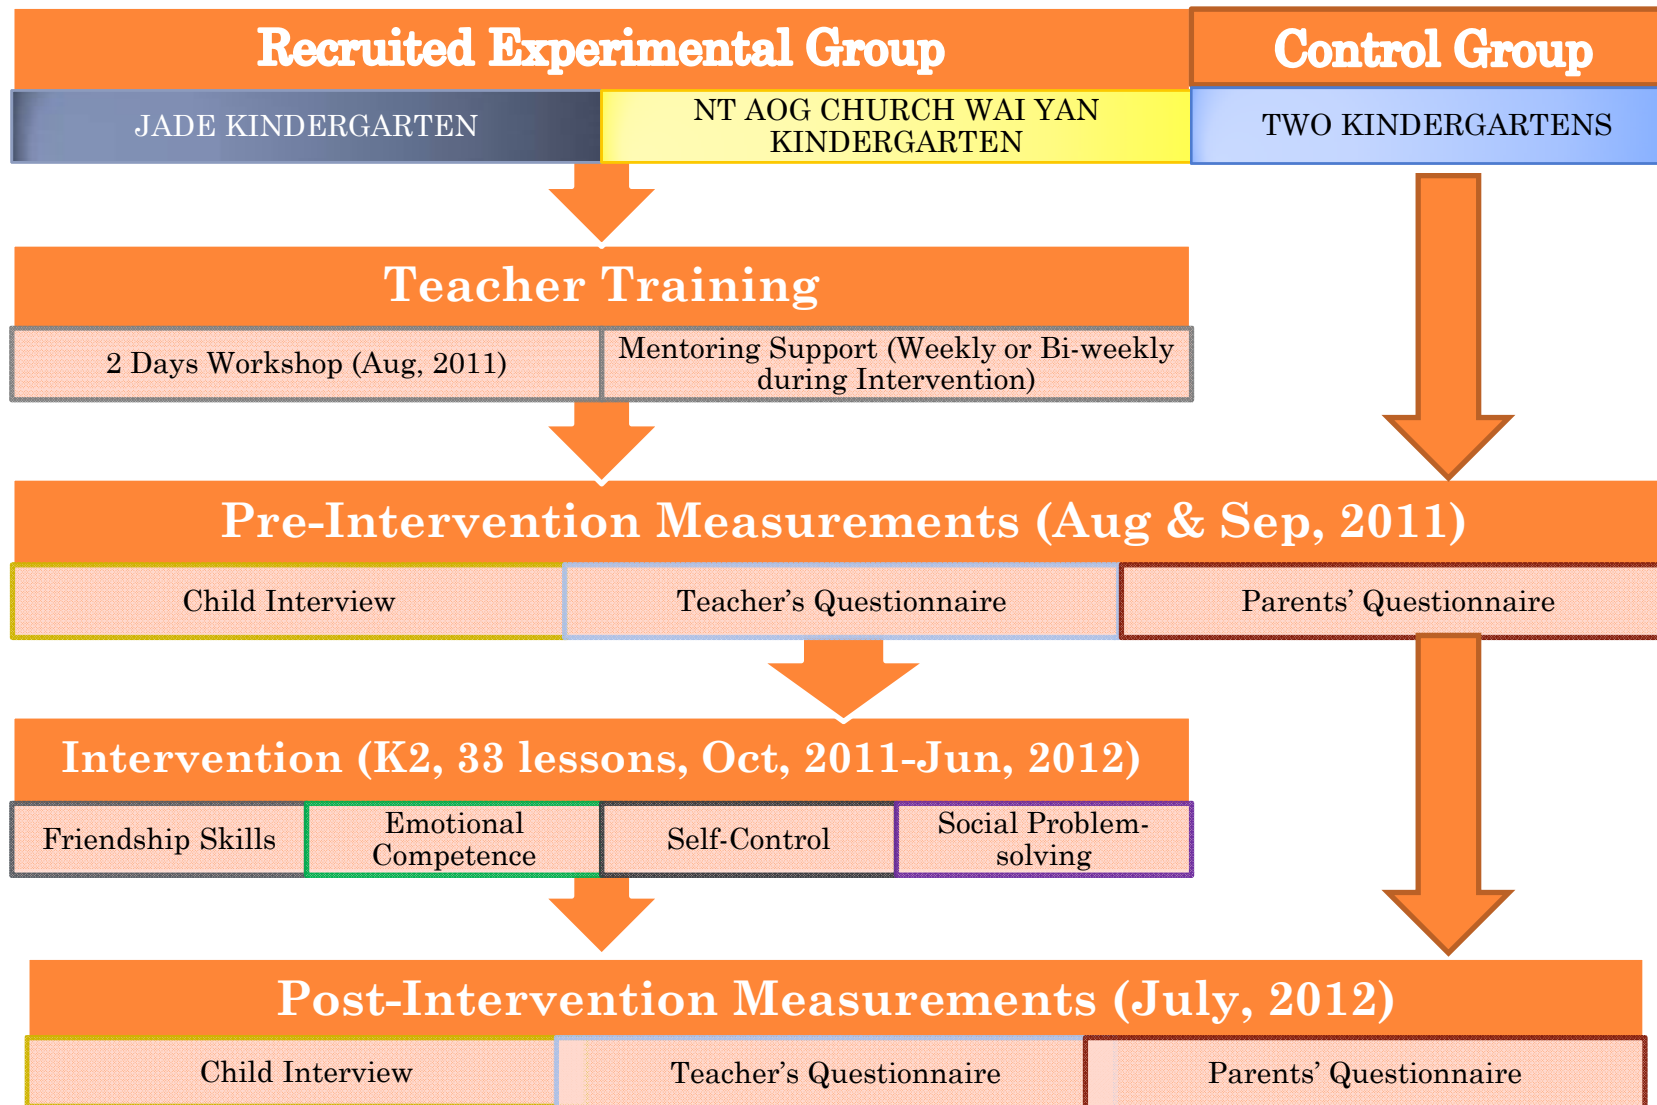 Recruited Experimental Group
Control Group
JADE KINDERGARTEN
NT AOG CHURCH WAI YAN
KINDERGARTEN
TWO KINDERGARTENS
Teacher Training
2 Days Workshop (Aug, 2011)
Mentoring Support (Weekly or Bi-weekly
during Intervention)
Pre-Intervention Measurements (Aug & Sep, 2011)
Child Interview
Teacher’s Questionnaire
Parents’ Questionnaire
Intervention (K2, 33 lessons, Oct, 2011-Jun, 2012)
Friendship Skills
Emotional
Competence
Self-Control
Social Problem-
solving
Post-Intervention Measurements (July, 2012)
Child Interview
Teacher’s Questionnaire
Parents’ Questionnaire